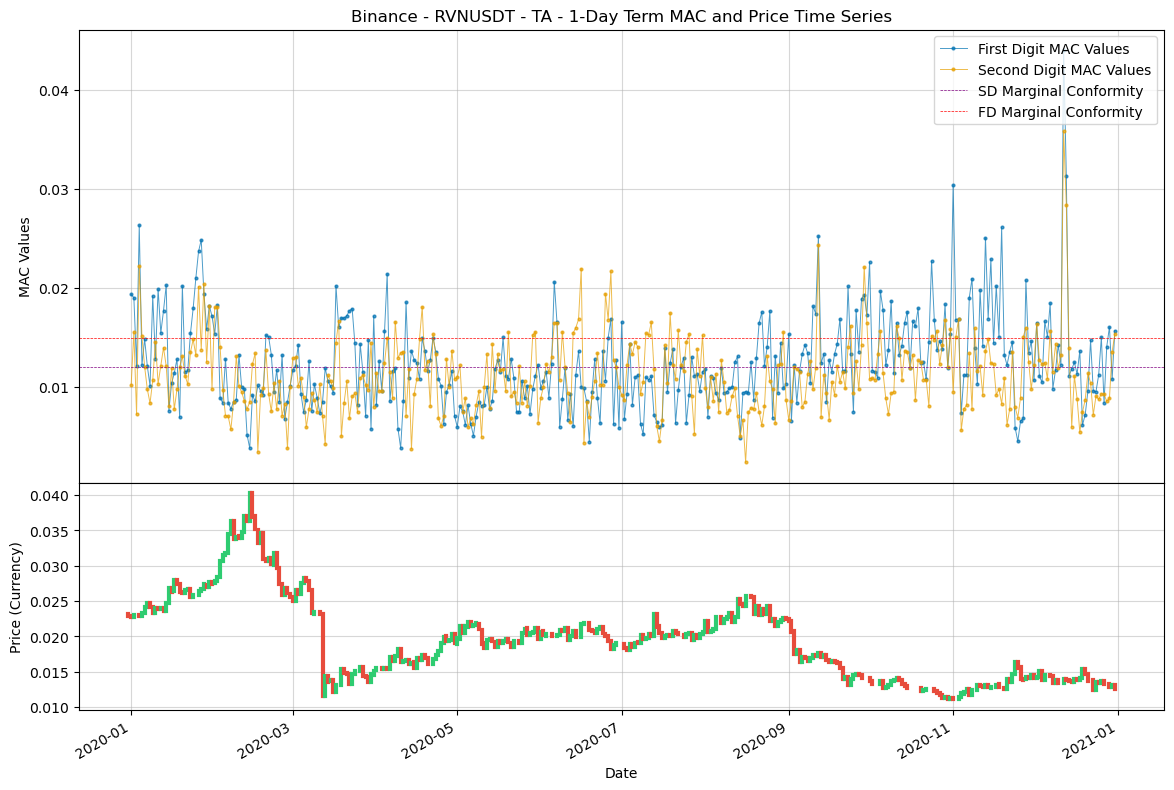 Binance - RVNUSDT - TA - 1-Day Term MAC and Price Time Series
First Digit MAC Values
Second Digit MAC Values
SD Marginal Conformity
FD Marginal Conformity
MAC Values
0.04
0.03
0.02
0.01
Price (Currency)
0.040
0.035
0.030
0.025
0.020
0.015
0.010
2020-01
2020-03
2020-05
2020-07
2020-09
2020-11
2021-01
Date